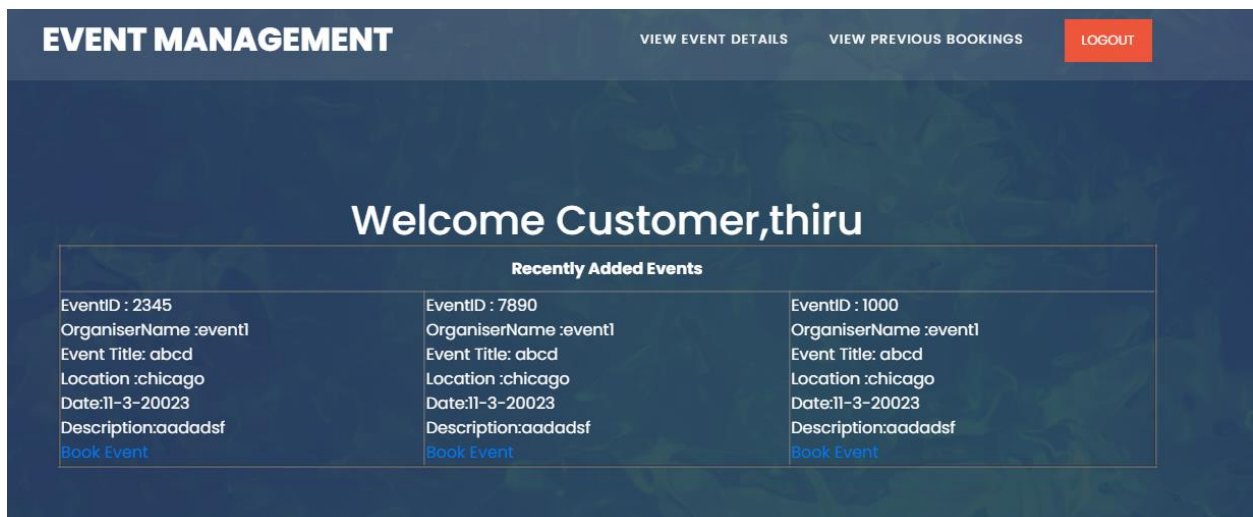 EVENT MANAGEMENT
VIEW EVENT DETAILS
VIEW PREVIOUS BOOKINGS
LOGOUT
Welcome Customer,thiru
Recently Added Events
EventID : 2345
OrganiserName :event1
Event Title: abcd
Location :chicago
Date:11-3-20023
Description:aadadsf
Book Event
EventID : 7890
OrganiserName :event1
Event Title: abcd
Location :chicago
Date:11-3-20023
Description:aadadsf
Book Event
EventID : 1000
OrganiserName :event1
Event Title: abcd
Location :chicago
Date:11-3-20023
Description:aadadsf
Book Event